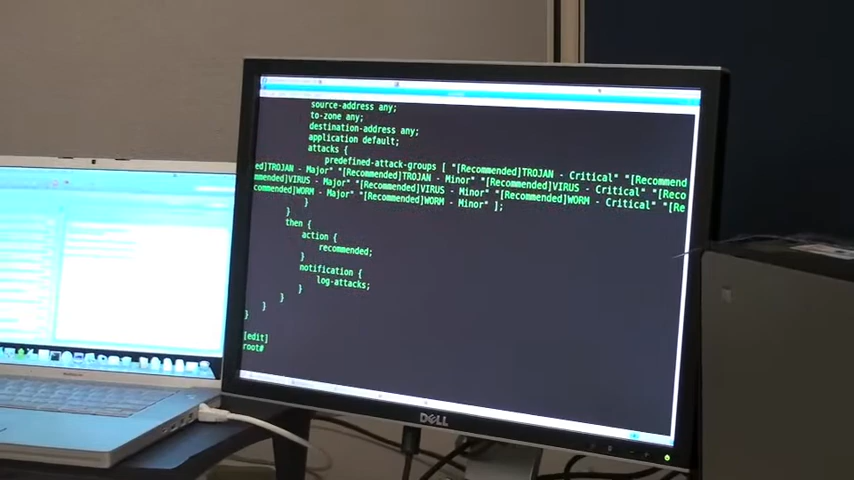 source-address any;
to-zone any;
destination-address any;
application default;
attacks {
predefined-attack-groups [ "[Recommended]TROJAN - Critical" "[Recommend
ed]TROJAN - Major" "[Recommended]TROJAN - Minor" "[Recommended]VIRUS - Critical" "[Reco
mmended]VIRUS - Major" "[Recommended]VIRUS - Minor" "[Recommended]WORM - Critical" "[Re
commended]WORM - Major" "[Recommended]WORM - Minor" ];
}
}
then {
action {
recommended;
}
notification {
log-attacks;
}
}
}
}
[edit]
root#
DELL